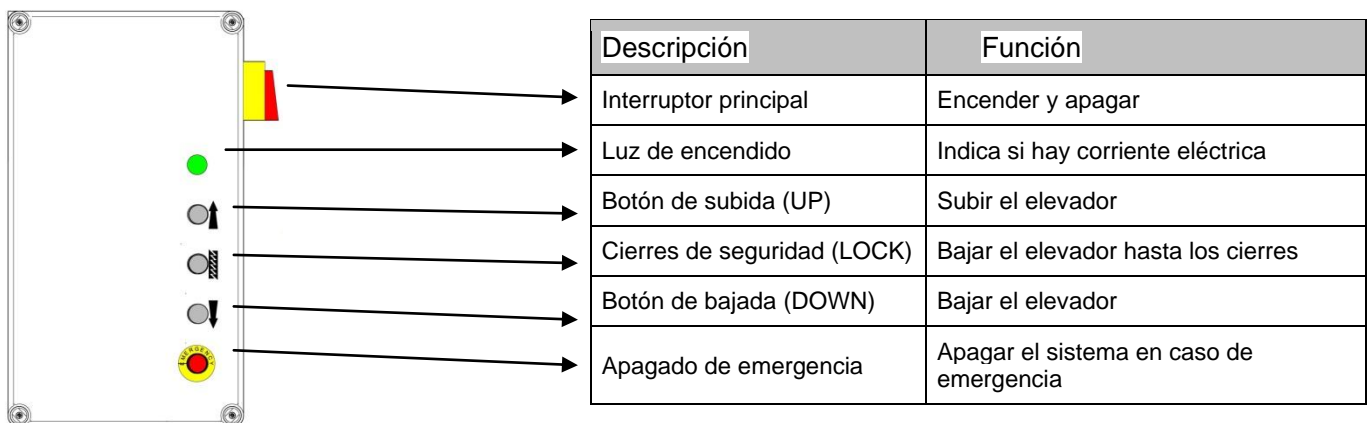 Descripción Función
Interruptor principal Encender y apagar
Luz de encendido Indica si hay corriente eléctrica
Botón de subida (UP) Subir el elevador
Cierres de seguridad (LOCK) Bajar el elevador hasta los cierres
Botón de bajada (DOWN) Bajar el elevador
Apagado de emergencia Apagar el sistema en caso de
emergencia
EMERGENCY